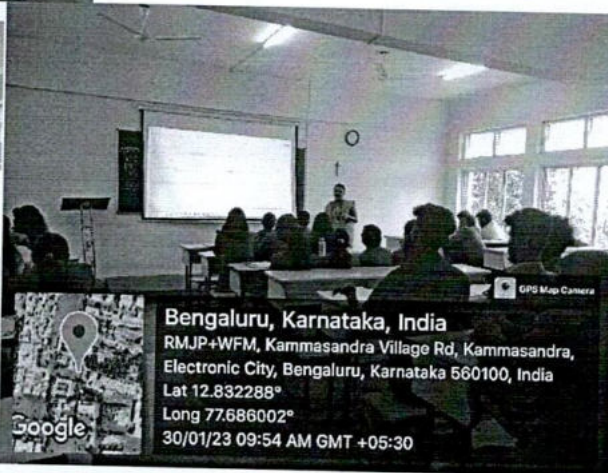 GPS Map Camera
Bengaluru, Karnataka, India
RMJP+WFM, Kammasandra Village Rd, Kammasandra,
Electronic City, Bengaluru, Karnataka 560100, India
Lat 12.832288°
Long 77.686002°
30/01/23 09:54 AM GMT +05:30
Google